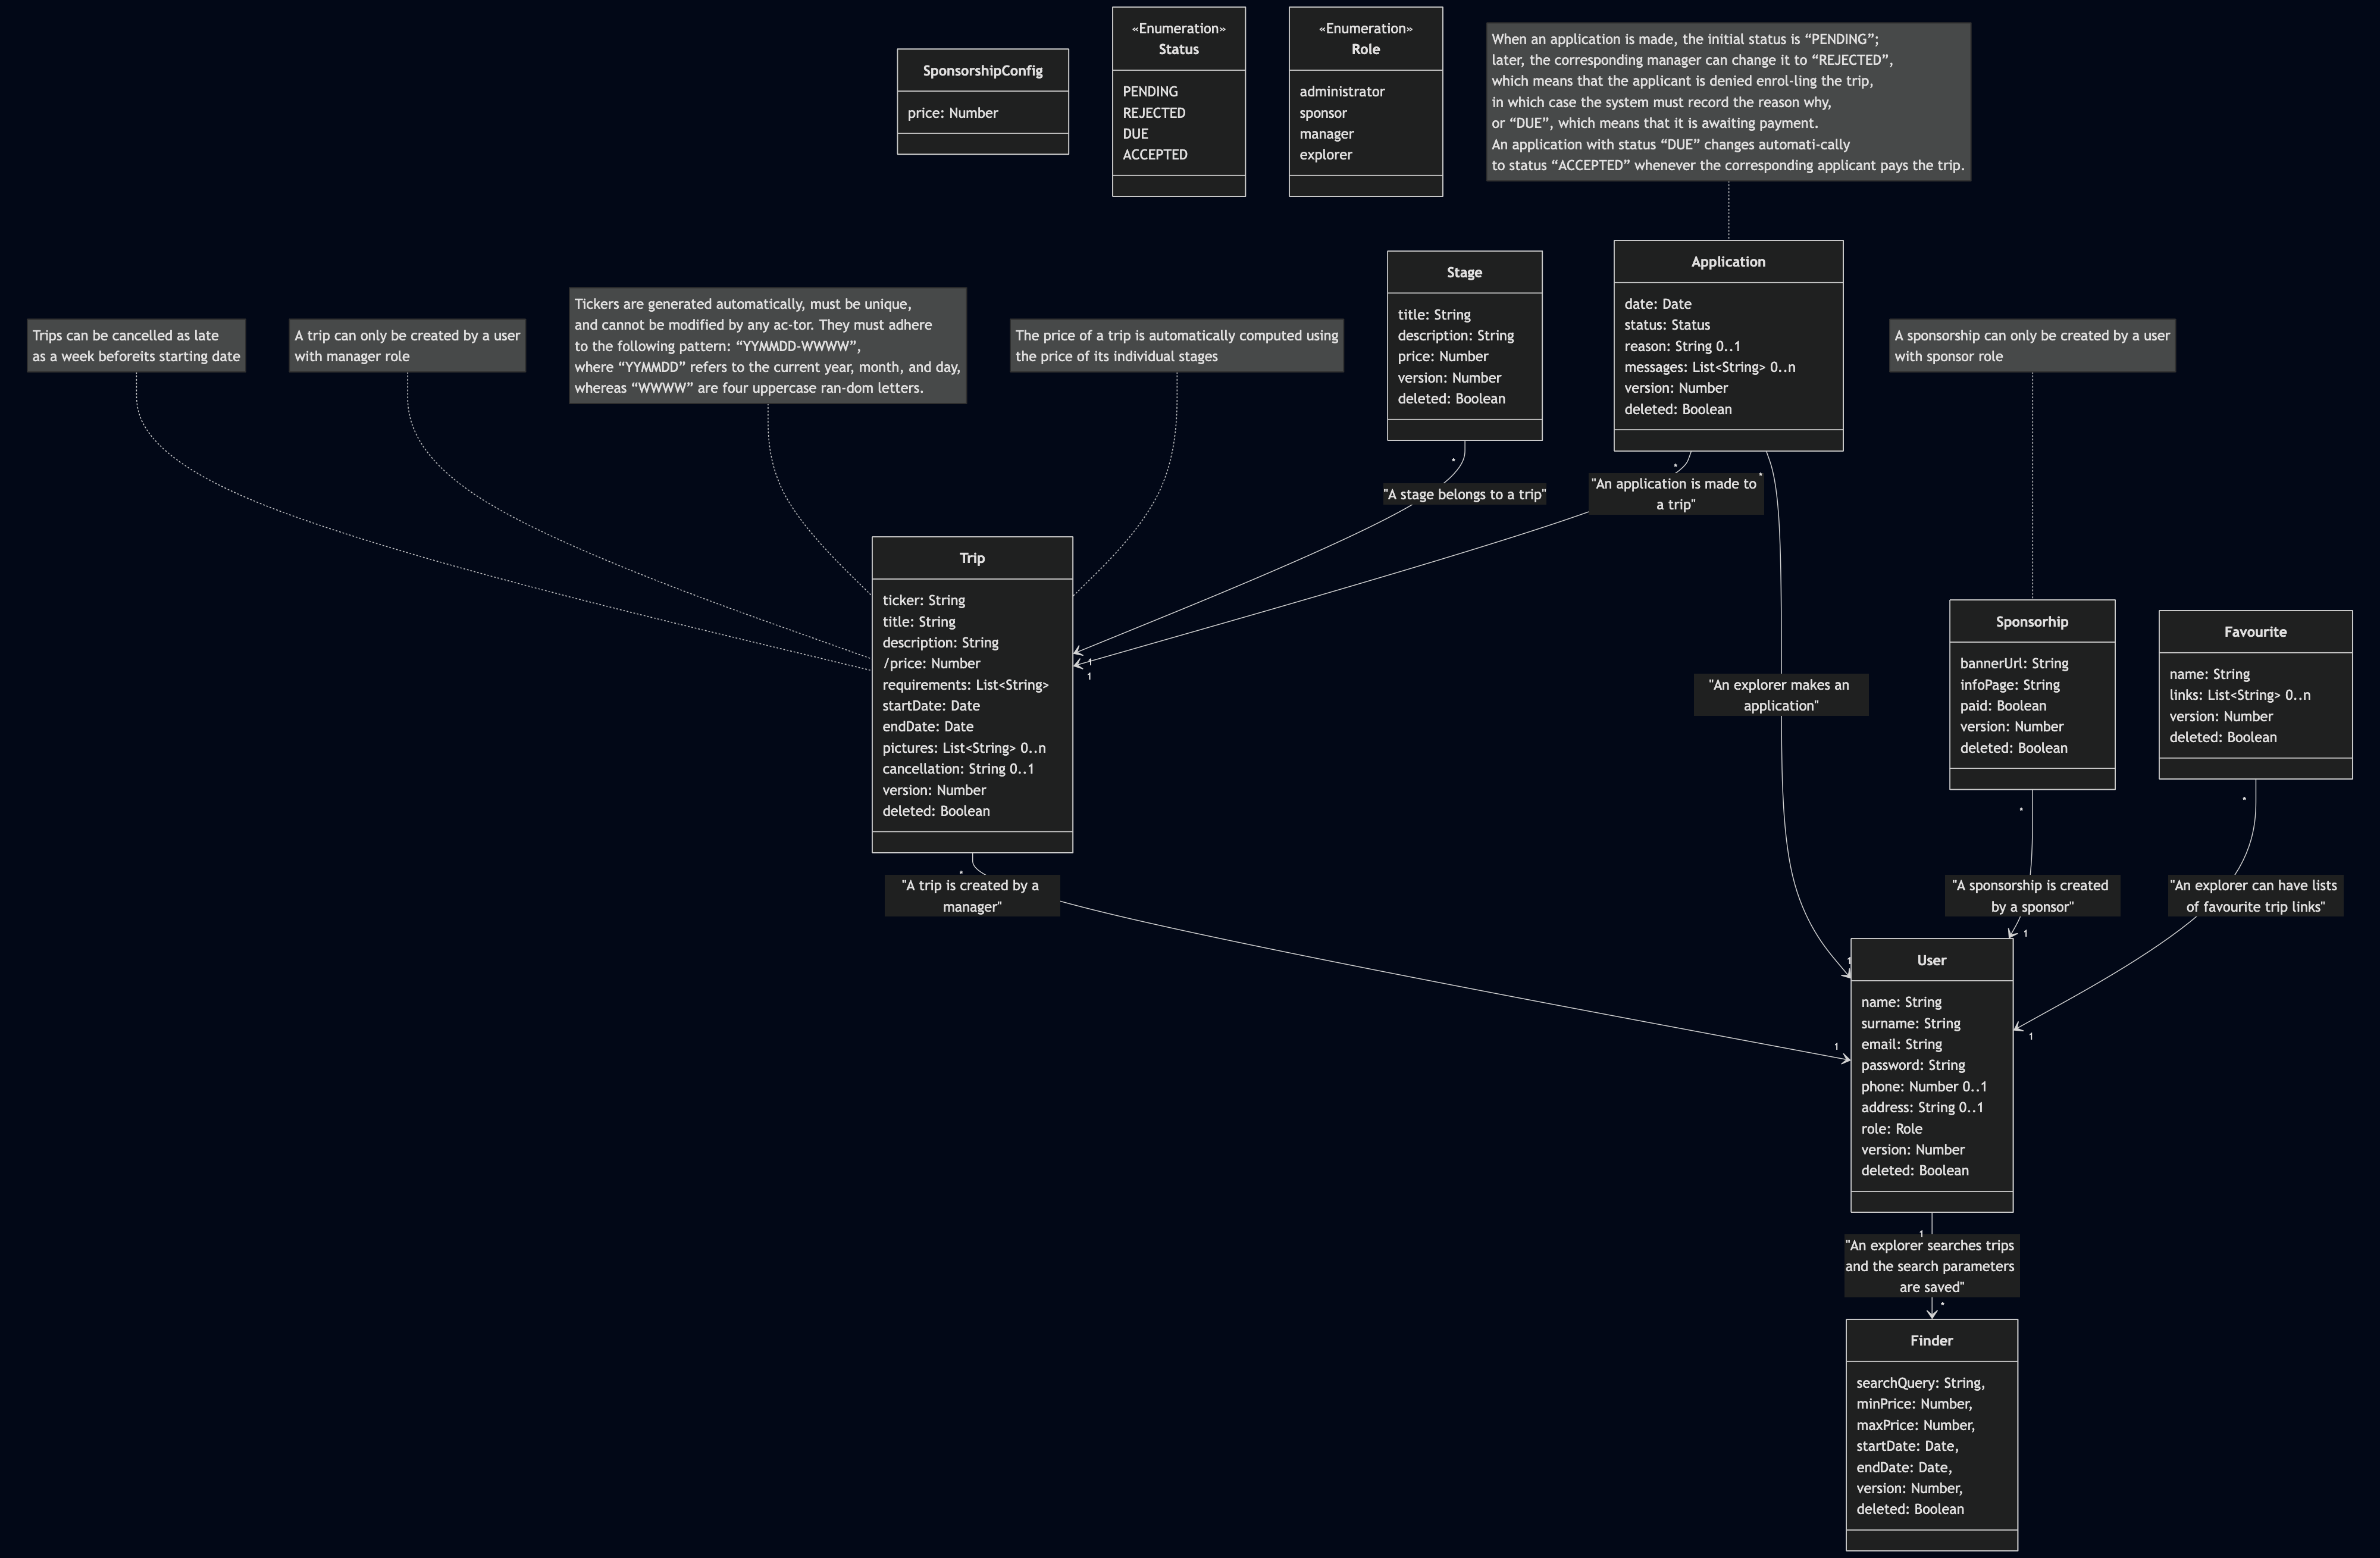 «Enumeration»
Status
PENDING
REJECTED
DUE
ACCEPTED
«Enumeration»
Role
administrator
sponsor
manager
explorer
When an application is made, the initial status is “PENDING”;
later, the corresponding manager can change it to “REJECTED”,
which means that the applicant is denied enrol-ling the trip,
in which case the system must record the reason why,
or “DUE”, which means that it is awaiting payment.
An application with status “DUE” changes automati-cally
to status “ACCEPTED” whenever the corresponding applicant pays the trip.
SponsorshipConfig
price: Number
Trips can be cancelled as late
as a week beforeits starting date
A trip can only be created by a user
with manager role
Tickers are generated automatically, must be unique,
and cannot be modified by any ac-tor. They must adhere
to the following pattern: “YYMMDD-WWWW”,
where “YYMMDD” refers to the current year, month, and day,
whereas “WWWW” are four uppercase ran-dom letters.
The price of a trip is automatically computed using
the price of its individual stages
Stage
title: String
description: String
price: Number
version: Number
deleted: Boolean
Application
date: Date
status: Status
reason: String 0..1
messages: List<String> 0..n
version: Number
deleted: Boolean
A sponsorship can only be created by a user
with sponsor role
*
"A stage belongs to a trip"
*
"An application is made to
a trip"
*
Trip
ticker: String
title: String
description: String
/price: Number
requirements: List<String>
startDate: Date
endDate: Date
pictures: List<String> 0..n
cancellation: String 0..1
version: Number
deleted: Boolean
1
1
"An explorer makes an
application"
Sponsorhip
bannerUrl: String
infoPage: String
paid: Boolean
version: Number
deleted: Boolean
Favourite
name: String
links: List<String> 0..n
version: Number
deleted: Boolean
*
"A trip is created by a
manager"
*
"A sponsorship is created
by a sponsor"
*
"An explorer can have lists
of favourite trip links"
1
1
1
1
User
name: String
surname: String
email: String
password: String
phone: Number 0..1
address: String 0..1
role: Role
version: Number
deleted: Boolean
1
"An explorer searches trips
and the search parameters
are saved"
*
Finder
searchQuery: String,
minPrice: Number,
maxPrice: Number,
startDate: Date,
endDate: Date,
version: Number,
deleted: Boolean